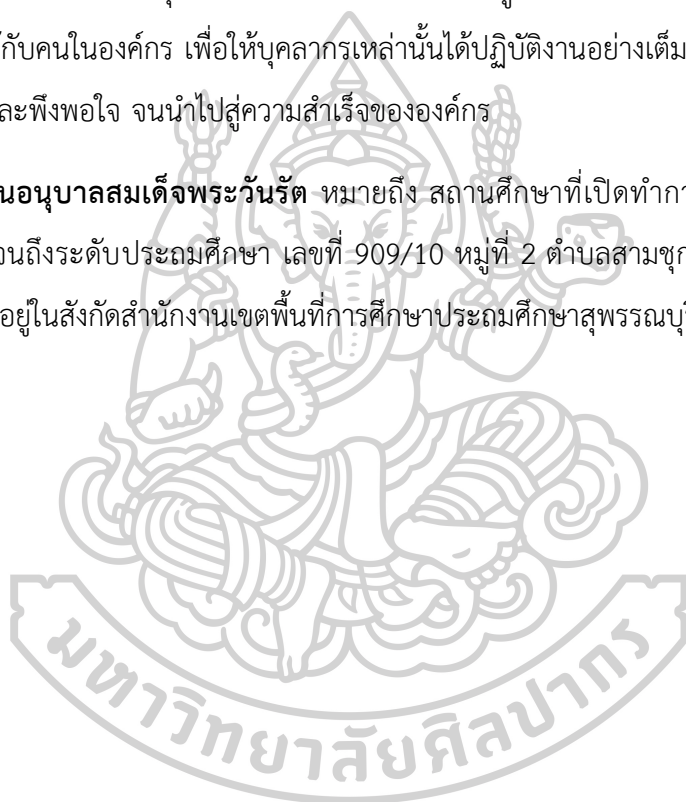 กับคนในองค์กร เพื่อให้บุคลากรเหล่านั้นได้ปฏิบัติงานอย่างเต็ม
ละพึงพอใจ จนนำไปสู่ความสำเร็จขององค์กร
นอนุบาลสมเด็จพระวันรัต หมายถึง สถานศึกษาที่เปิดทำกา
จนถึงระดับประถมศึกษา เลขที่ 909/10 หมู่ที่ 2 ตำบลสามชุก
อยู่ในสังกัดสำนักงานเขตพื้นที่การศึกษาประถมศึกษาสุพรรณบุ
มหาวิทยาลัยศิลปากร